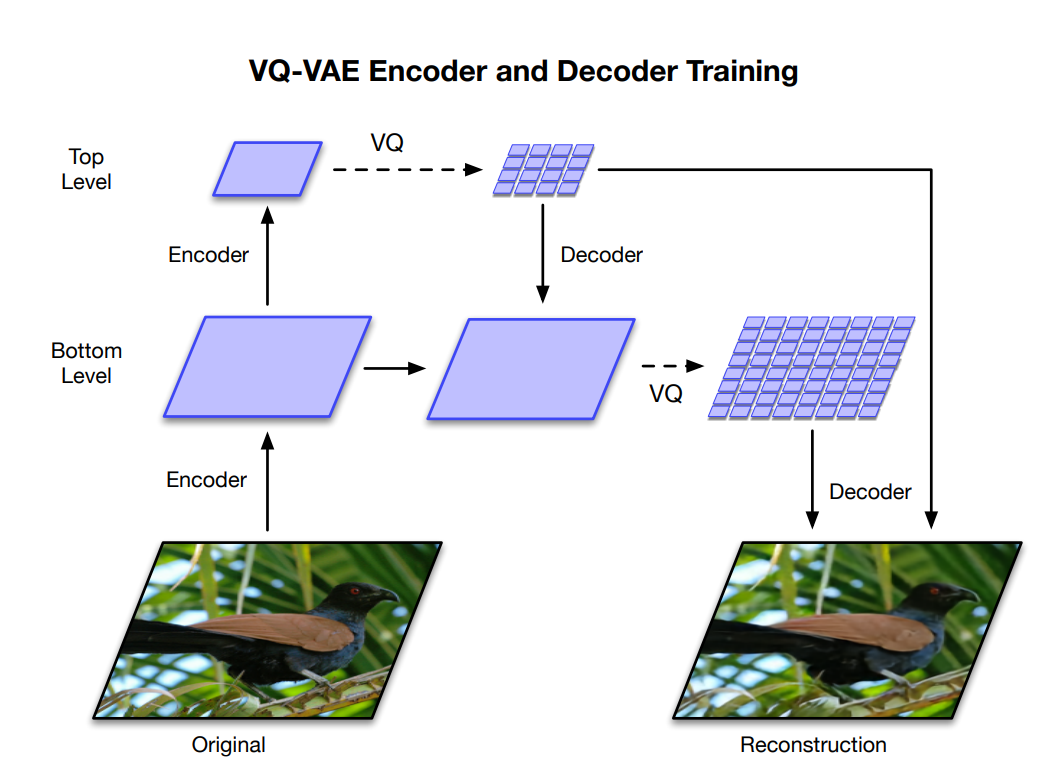 VQ-VAE Encoder and Decoder Training
Top
Level
VQ
Encoder
Decoder
Bottom
Level
VQ
Encoder
Decoder
Original
Reconstruction